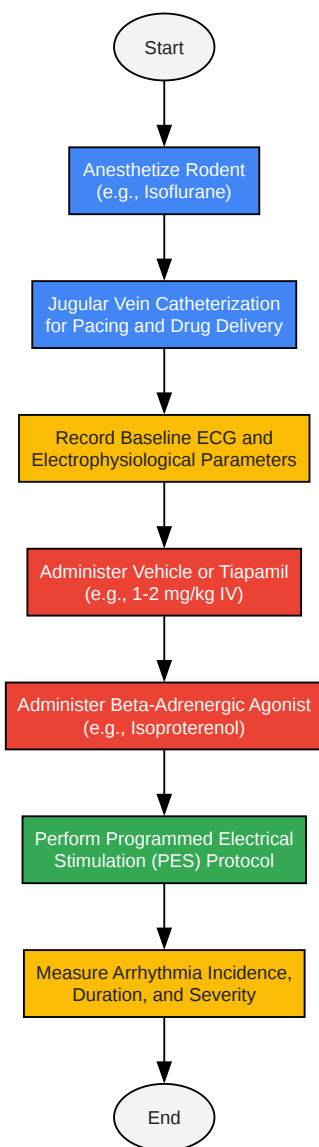 Start
Anesthetize Rodent
(e.g., Isoflurane)
Jugular Vein Catheterization
for Pacing and Drug Delivery
Record Baseline ECG and
Electrophysiological Parameters
Administer Vehicle or Tiapamil
(e.g., 1-2 mg/kg IV)
Administer Beta-Adrenergic Agonist
(e.g., Isoproterenol)
Perform Programmed Electrical
Stimulation (PES) Protocol
Measure Arrhythmia Incidence,
Duration, and Severity
End